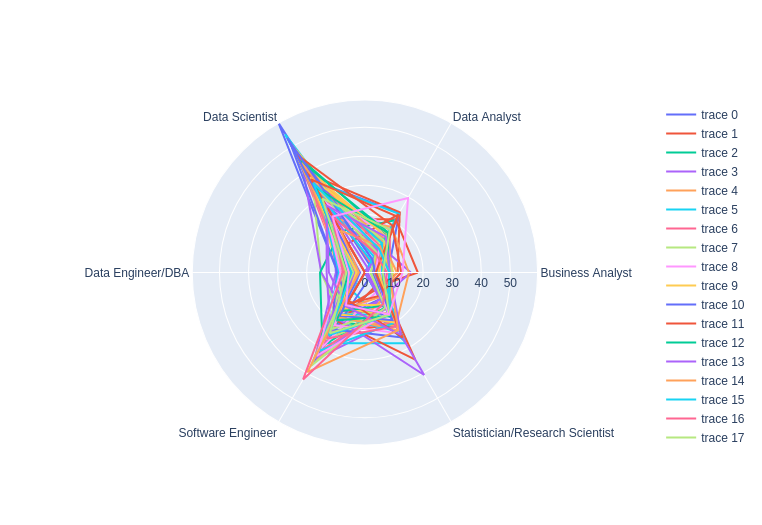 Data Scientist
Data Analyst
Data Engineer/DBA
Business Analyst
0 10 20 30 40 50
Software Engineer
Statistician/Research Scientist
trace 0
trace 1
trace 2
trace 3
trace 4
trace 5
trace 6
trace 7
trace 8
trace 9
trace 10
trace 11
trace 12
trace 13
trace 14
trace 15
trace 16
trace 17